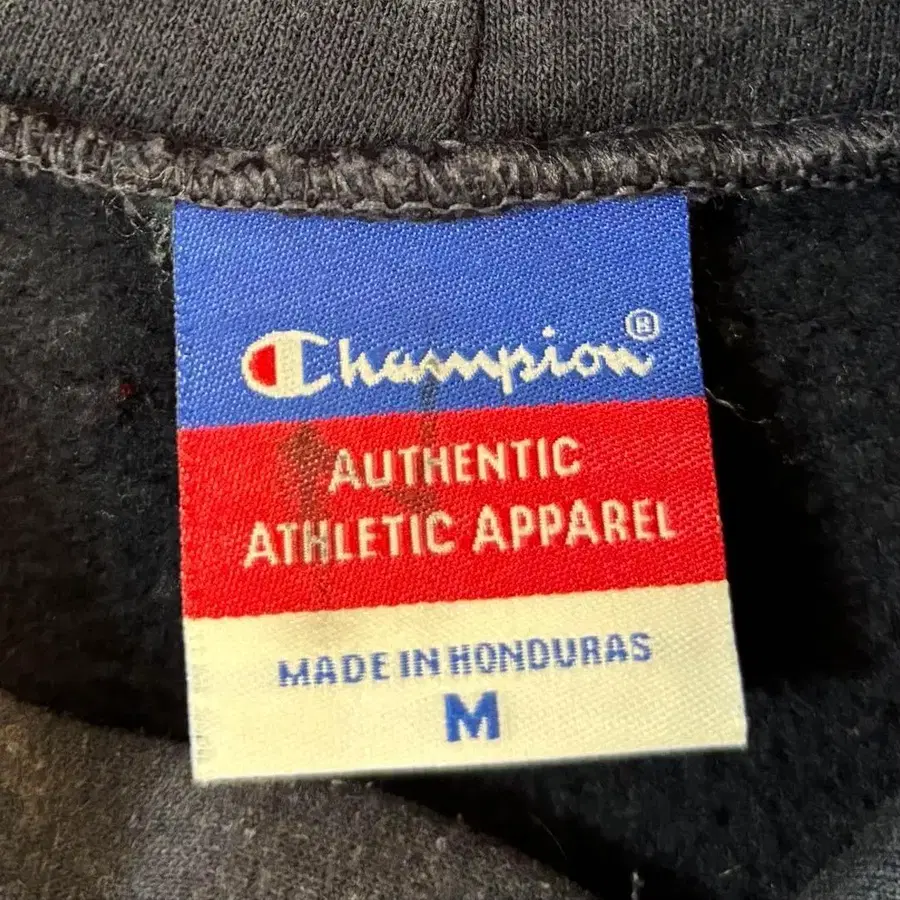 Champion®
AUTHENTIC
ATHLETIC APPAREL
MADE IN HONDURAS
M